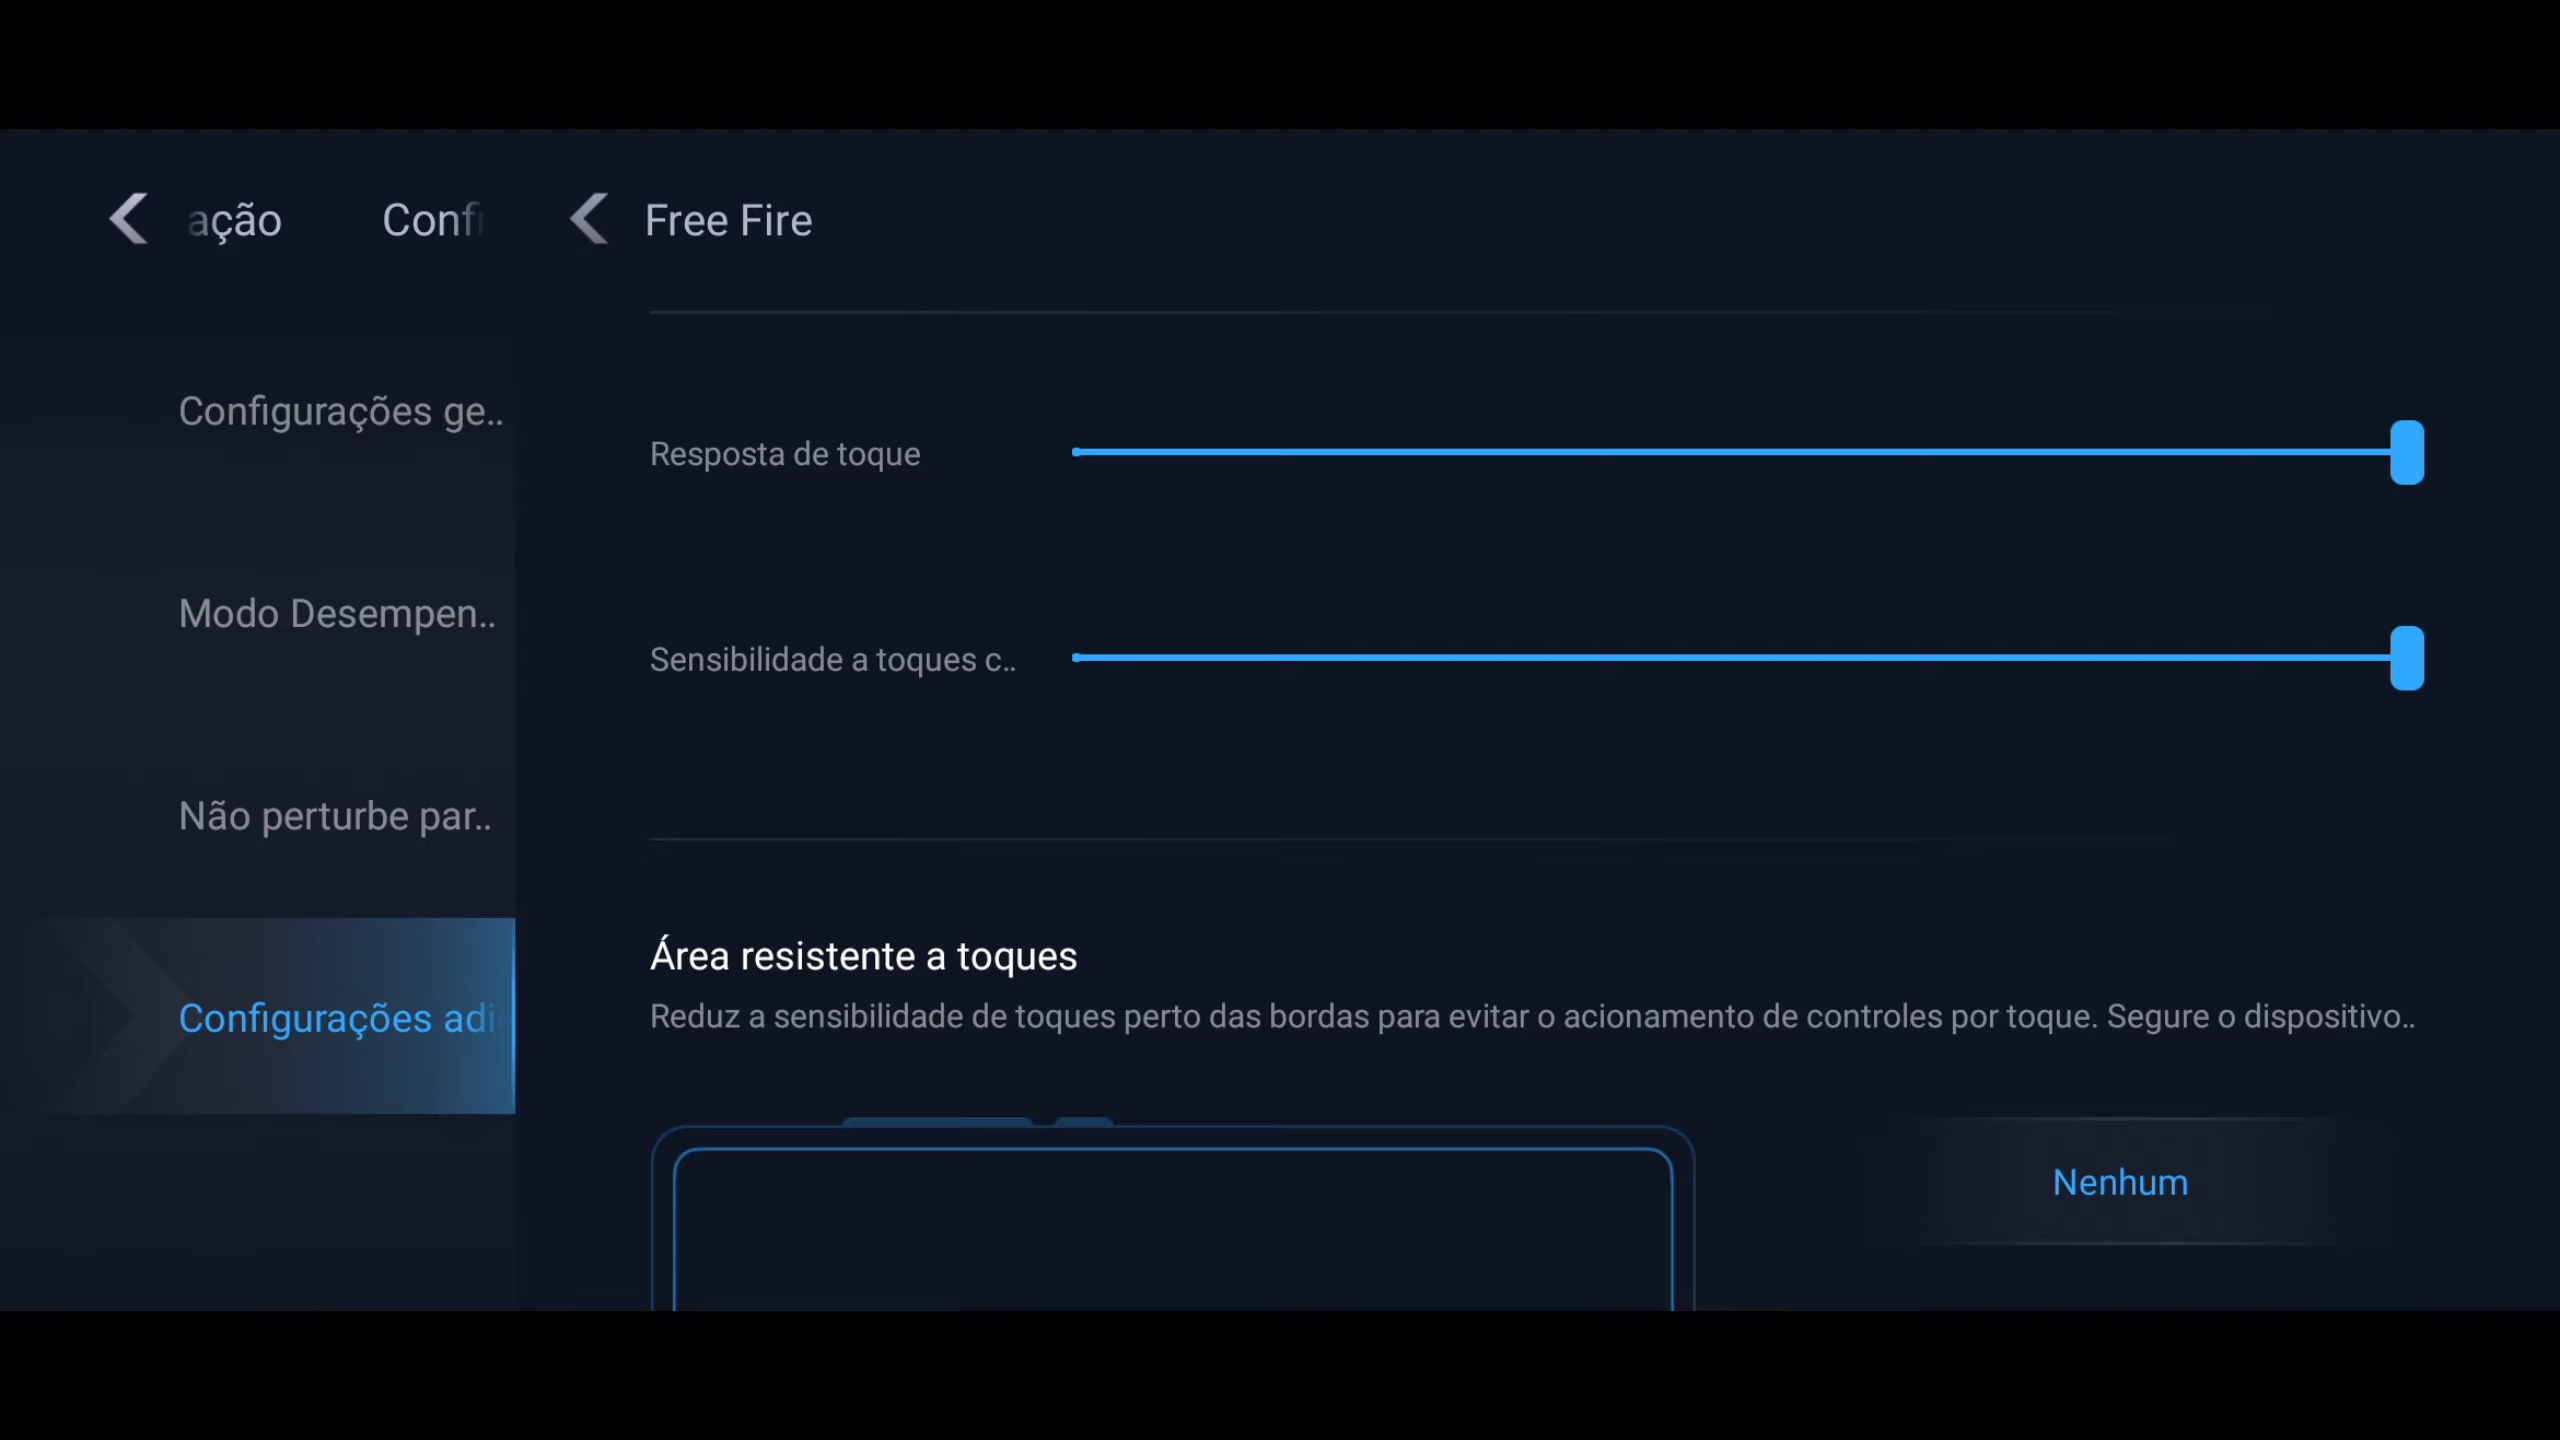 ação Confi
Free Fire
Configurações ge..
Modo Desempen..
Não perturbe par..
Configurações adi
Resposta de toque
Sensibilidade a toques c..
Área resistente a toques
Reduz a sensibilidade de toques perto das bordas para evitar o acionamento de controles por toque. Segure o dispositivo..
Nenhum